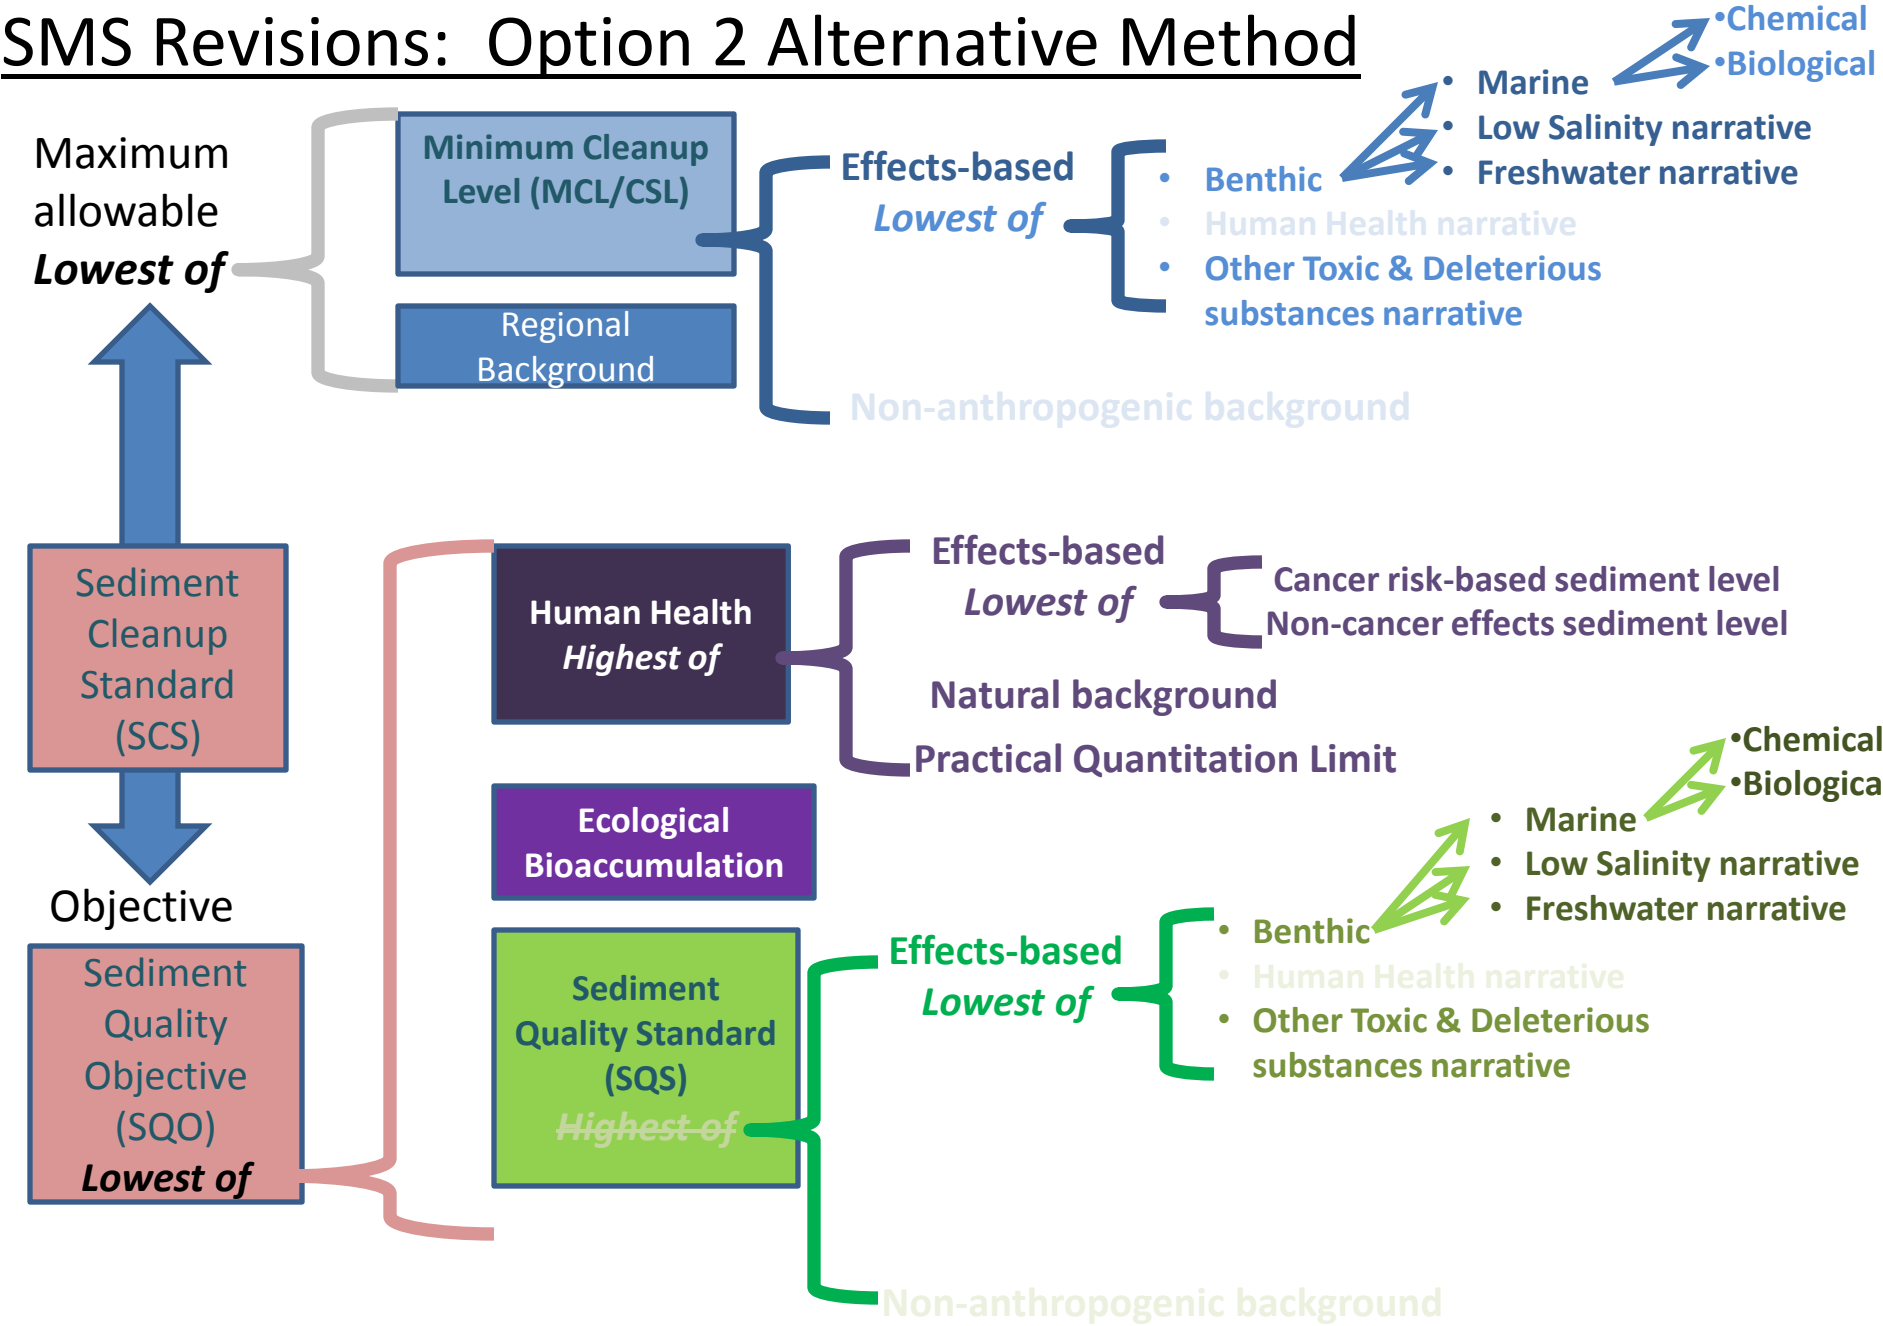 SMS Revisions: Option 2 Alternative Method
•Chemical
•Biological
• Marine
• Low Salinity narrative
• Freshwater narrative
Maximum
allowable
Lowest of
Minimum Cleanup
Level (MCL/CSL)
Regional
Background
Effects-based
Lowest of
• Benthic
• Human Health narrative
• Other Toxic & Deleterious
substances narrative
Non-anthropogenic background
Sediment
Cleanup
Standard
(SCS)
Objective
Sediment
Quality
Objective
(SQO)
Lowest of
Human Health
Highest of
Effects-based
Lowest of
Cancer risk-based sediment level
Non-cancer effects sediment level
Natural background
Practical Quantitation Limit
Ecological
Bioaccumulation
Sediment
Quality Standard
(SQS)
Highest of
Effects-based
Lowest of
• Benthic
• Human Health narrative
• Other Toxic & Deleterious
substances narrative
•Chemical
•Biologica
• Marine
• Low Salinity narrative
• Freshwater narrative
Non-anthropogenic background